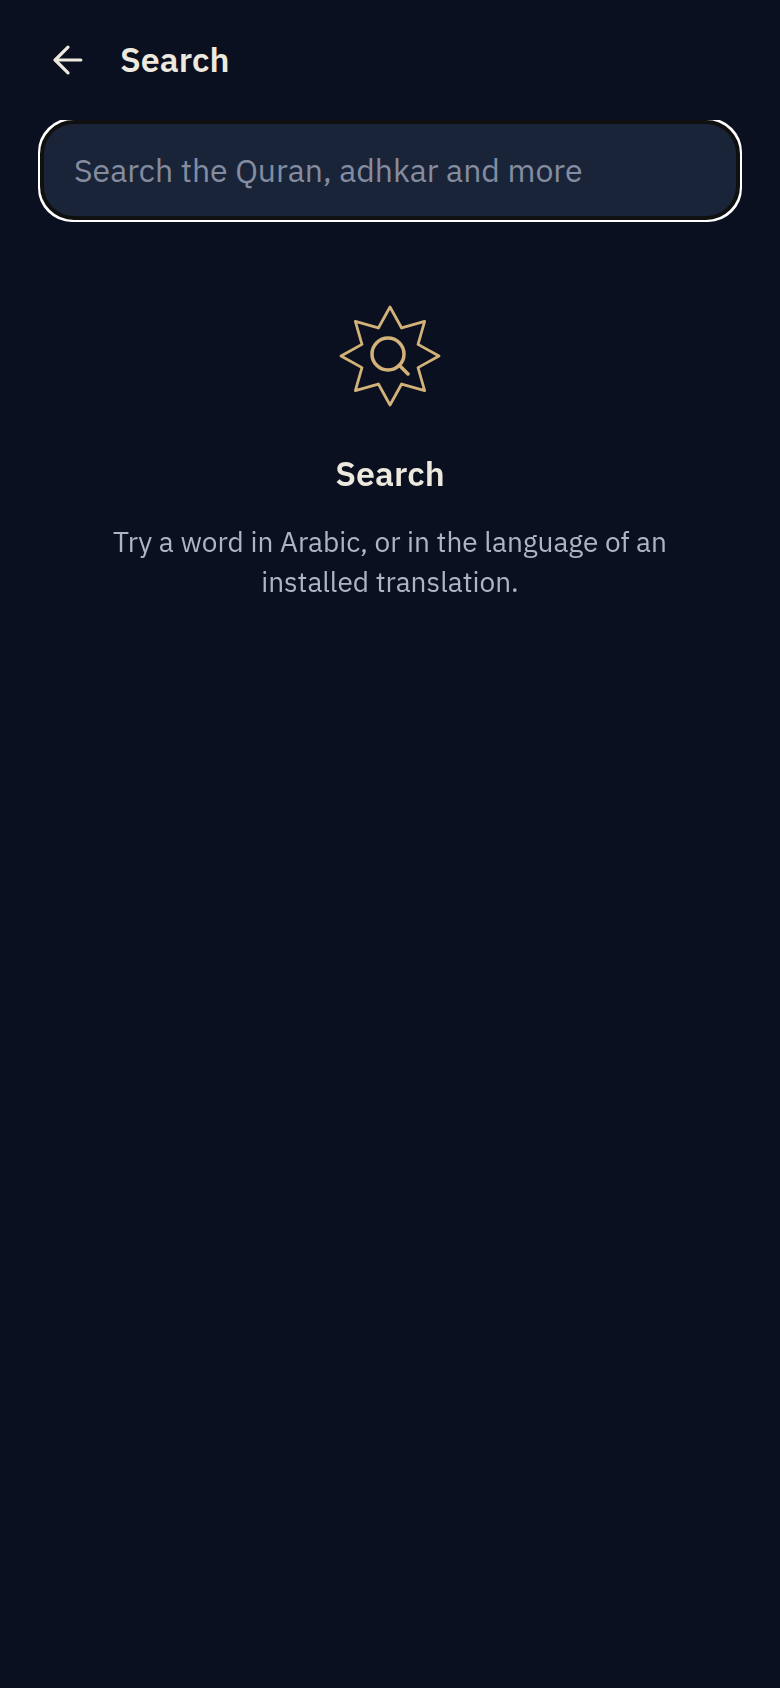 Search
Search the Quran, adhkar and more
Search
Try a word in Arabic, or in the language of an
installed translation.